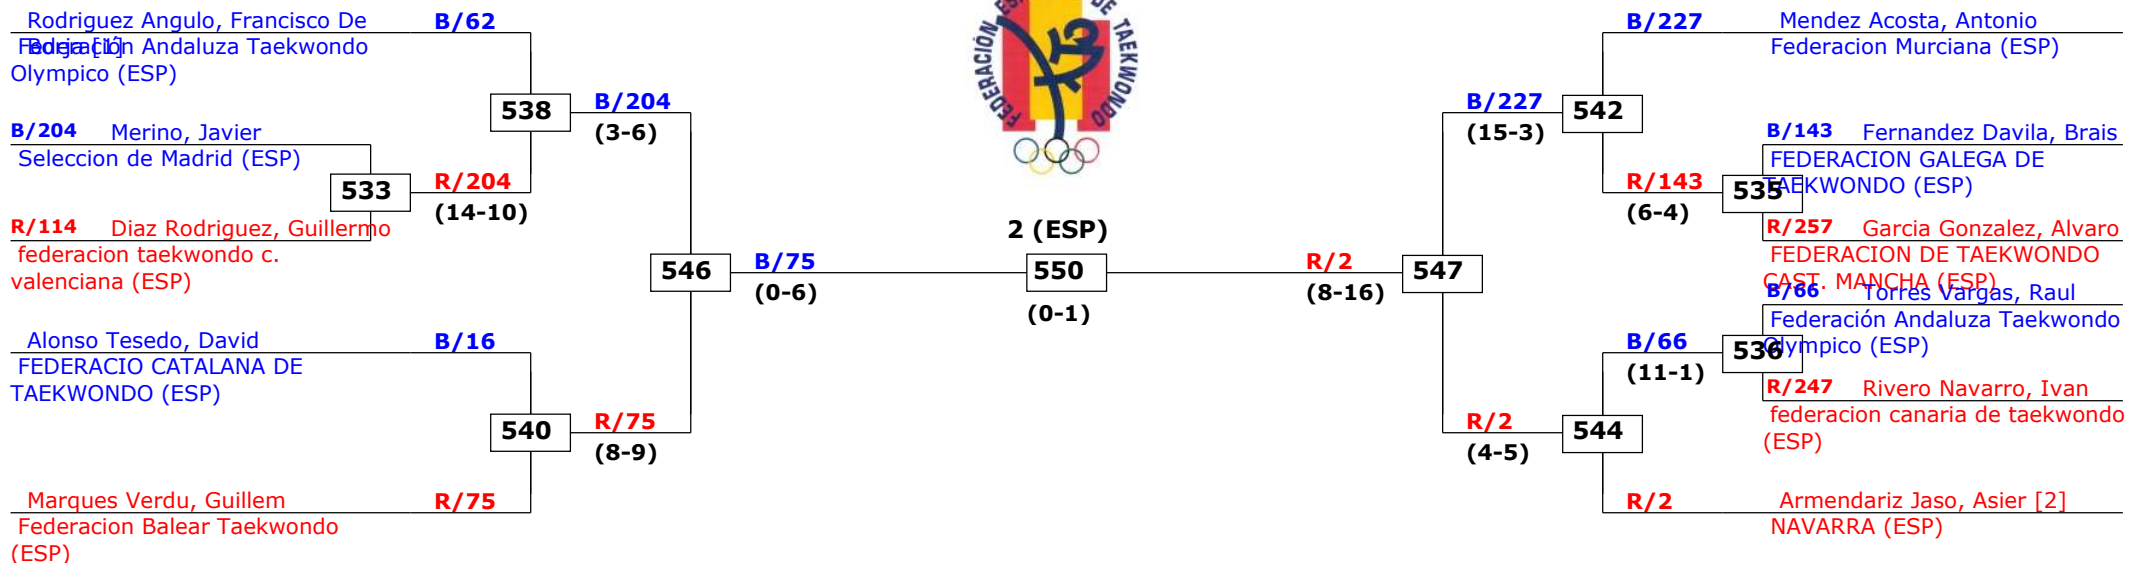 Rodriguez Angulo, Francisco De
Borja [1]
Federación Andaluza Taekwondo
Olympico (ESP)
B/62
538
B/204
(3-6)
B/204 Merino, Javier
Seleccion de Madrid (ESP)
533
R/204
(14-10)
R/114 Diaz Rodriguez, Guillermo
federacion taekwondo c.
valenciana (ESP)
546
B/75
(0-6)
Alonso Tesedo, David
FEDERACIO CATALANA DE
TAEKWONDO (ESP)
B/16
540
R/75
(8-9)
Marques Verdu, Guillem
Federacion Balear Taekwondo
(ESP)
R/75
FEDERACIÓN ESPAÑOLA DE TAEKWONDO
2 (ESP)
550
(0-1)
R/2
(8-16)
547
B/227
(15-3)
542
B/227
Mendez Acosta, Antonio
Federacion Murciana (ESP)
B/143 Fernandez Davila, Brais
FEDERACION GALEGA DE
TAEKWONDO (ESP)
R/143
(6-4)
535
R/257 Garcia Gonzalez, Alvaro
FEDERACION DE TAEKWONDO
CAST. MANCHA (ESP)
B/66 Torres Vargas, Raul
Federación Andaluza Taekwondo
Olympico (ESP)
B/66
(11-1)
536
R/247 Rivero Navarro, Ivan
federacion canaria de taekwondo
(ESP)
R/2
(4-5)
544
R/2
Armendariz Jaso, Asier [2]
NAVARRA (ESP)